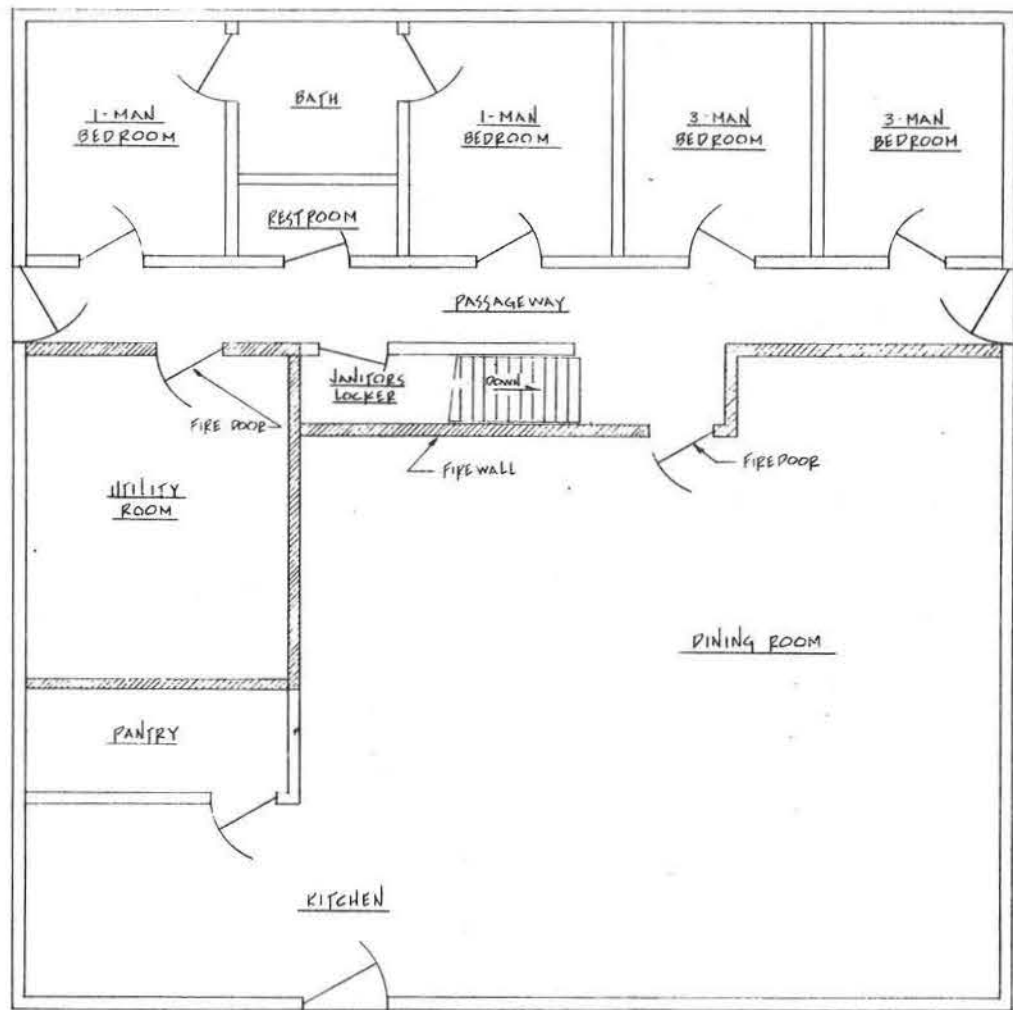 1-MAN
BEDROOM
BATH
1-MAN
BEDROOM
3-MAN
BEDROOM
3-MAN
BEDROOM
RESTROOM
PASSAGEWAY
JANITORS
LOCKER
DOWN
FIRE DOOR
FIREWALL
FIREDOOR
UTILITY
ROOM
DINING ROOM
PANTRY
KITCHEN